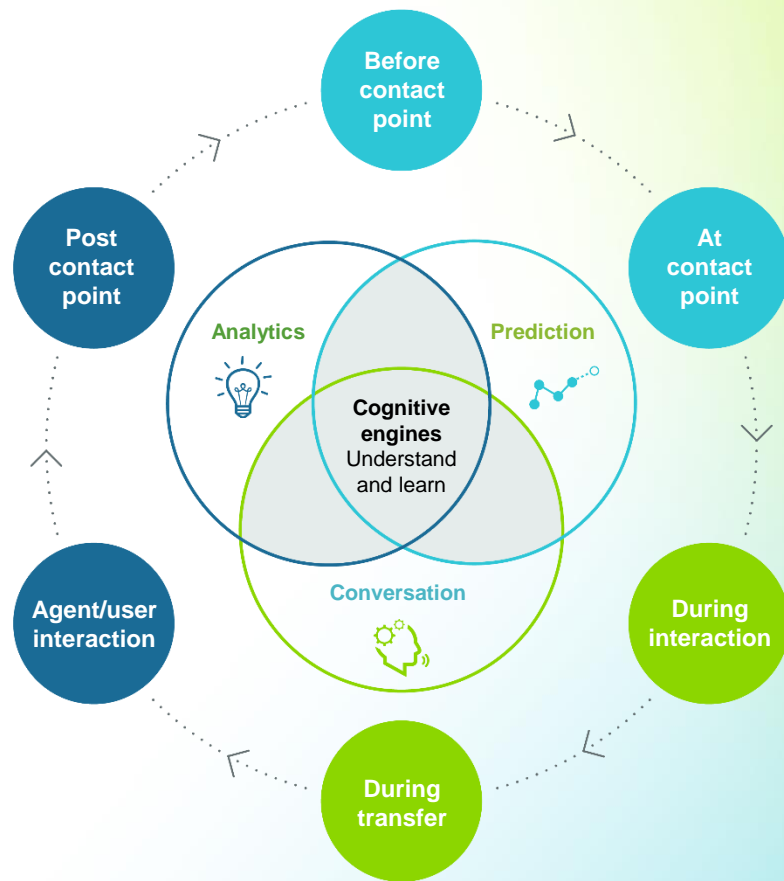 Before
contact
point
Post
contact
point
At
contact
point
Analytics
Prediction
Cognitive
engines
Understand
and learn
Conversation
Agent/user
interaction
During
interaction
During
transfer